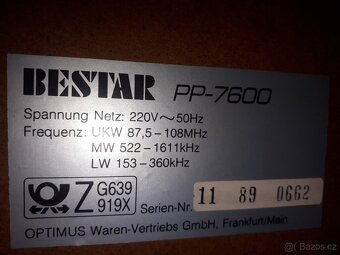 BESTAR PP-7600
Spannung Netz: 220V~50Hz
Frequenz: UKW 87,5-108MHz
MW 522-1611kHz
LW 153-360kHz
Z G639
919X
Serien-Nr. 11 89 0662
OPTIMUS Waren-Vertriebs GmbH, Frankfurt/Main
© sbazar.cz